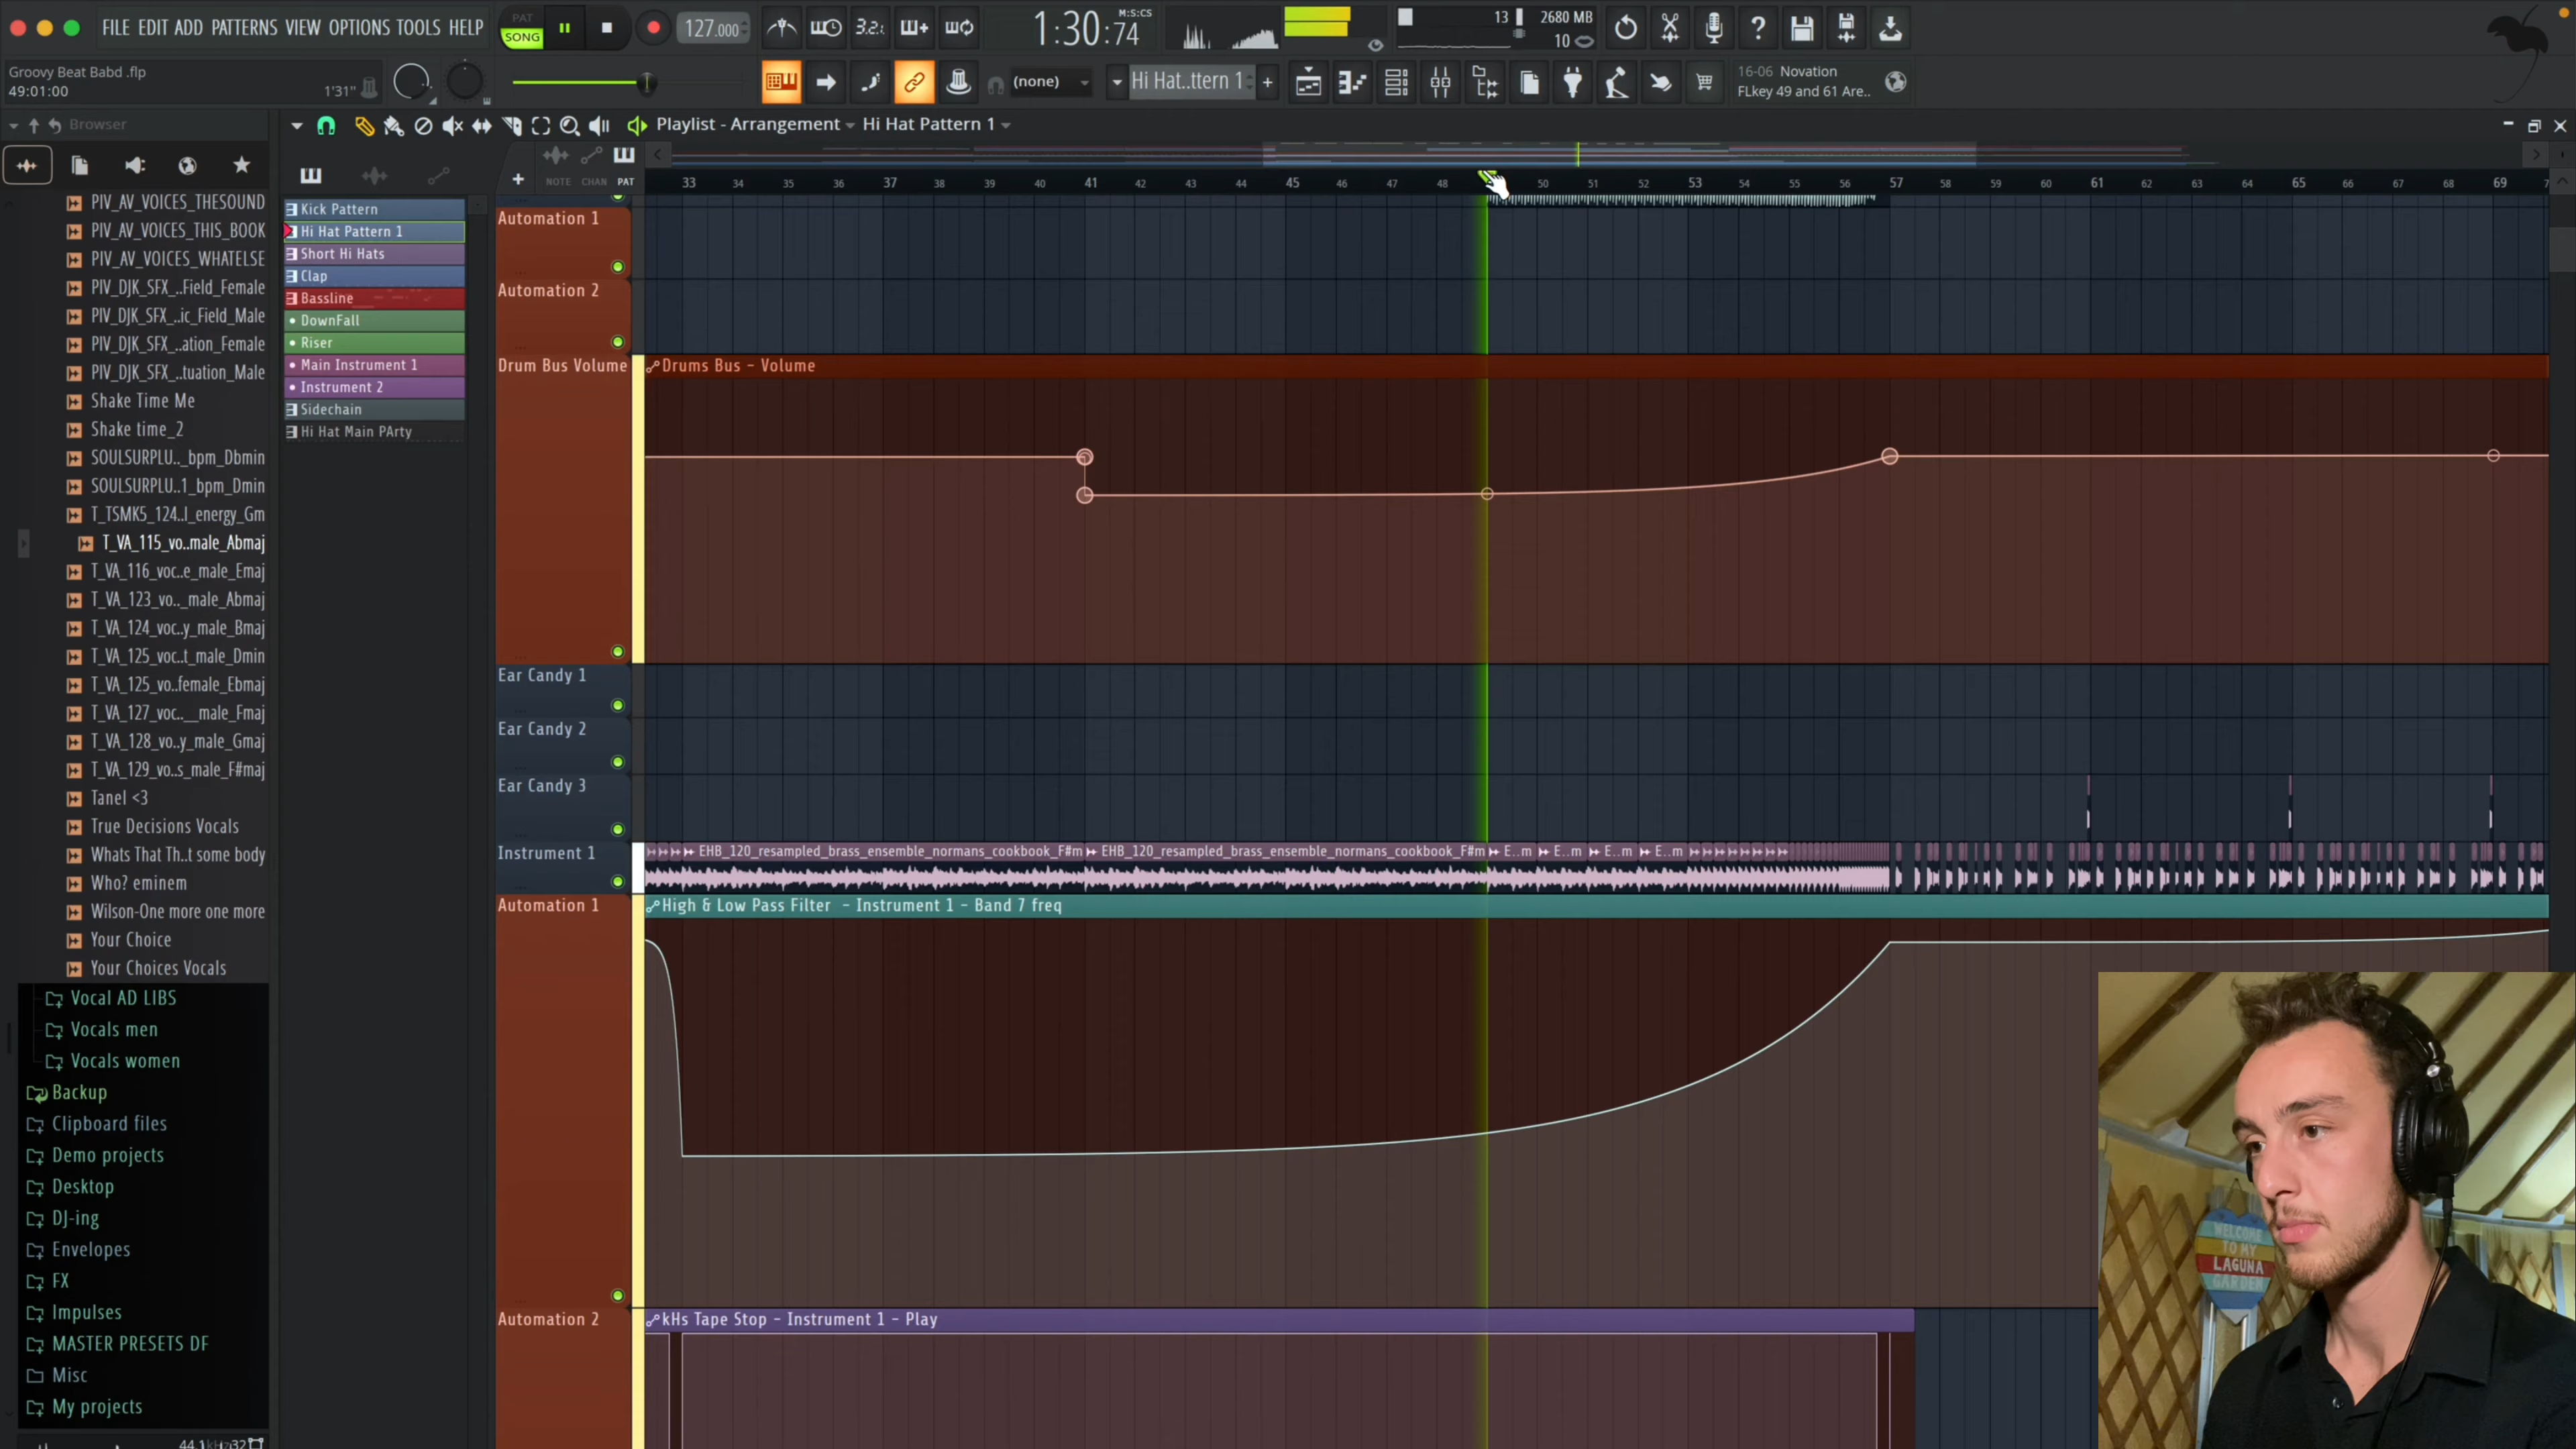 FILE EDIT ADD PATTERNS VIEW OPTIONS TOOLS HELP
PAT
SONG
127.000
3.2.
1:30:74
M:S:CS
13
2680 MB
10
Groovy Beat Babd .flp
49:01:00
1'31"
(none)
Hi Hat..ttern 1
16-06 Novation
FLkey 49 and 61 Are..
Browser
Playlist - Arrangement
Hi Hat Pattern 1
NOTE CHAN PAT
33 34 35 36 37 38 39 40 41 42 43 44 45 46 47 48 50 51 52 53 54 55 56 57 58 59 60 61 62 63 64 65 66 67 68 69
PIV_AV_VOICES_THESOUND
PIV_AV_VOICES_THIS_BOOK
PIV_AV_VOICES_WHATELSE
PIV_DJK_SFX_..Field_Female
PIV_DJK_SFX_..ic_Field_Male
PIV_DJK_SFX_..ation_Female
PIV_DJK_SFX_..tuation_Male
Shake Time Me
Shake time_2
SOULSURPLU.._bpm_Dbmin
SOULSURPLU..1_bpm_Dmin
T_TSMK5_124..l_energy_Gm
T_VA_115_vo..male_Abmaj
T_VA_116_voc..e_male_Emaj
T_VA_123_vo.._male_Abmaj
T_VA_124_voc..y_male_Bmaj
T_VA_125_voc..t_male_Dmin
T_VA_125_vo..female_Ebmaj
T_VA_127_voc..__male_Fmaj
T_VA_128_vo..y_male_Gmaj
T_VA_129_vo..s_male_F#maj
Tanel <3
True Decisions Vocals
Whats That Th..t some body
Who? eminem
Wilson-One more one more
Your Choice
Your Choices Vocals
Vocal AD LIBS
Vocals men
Vocals women
Backup
Clipboard files
Demo projects
Desktop
DJ-ing
Envelopes
FX
Impulses
MASTER PRESETS DF
Misc
My projects
Kick Pattern
Hi Hat Pattern 1
Short Hi Hats
Clap
Bassline
DownFall
Riser
Main Instrument 1
Instrument 2
Sidechain
Hi Hat Main PArty
Automation 1
Automation 2
Drum Bus Volume
Drums Bus - Volume
Ear Candy 1
Ear Candy 2
Ear Candy 3
Instrument 1
EHB_120_resampled_brass_ensemble_normans_cookbook_F#m
EHB_120_resampled_brass_ensemble_normans_cookbook_F#m
E..m
E..m
E..m
E..m
Automation 1
High & Low Pass Filter - Instrument 1 - Band 7 freq
Automation 2
kHs Tape Stop - Instrument 1 - Play
WELCOME
TO MY
LAGUNA
GARDEN